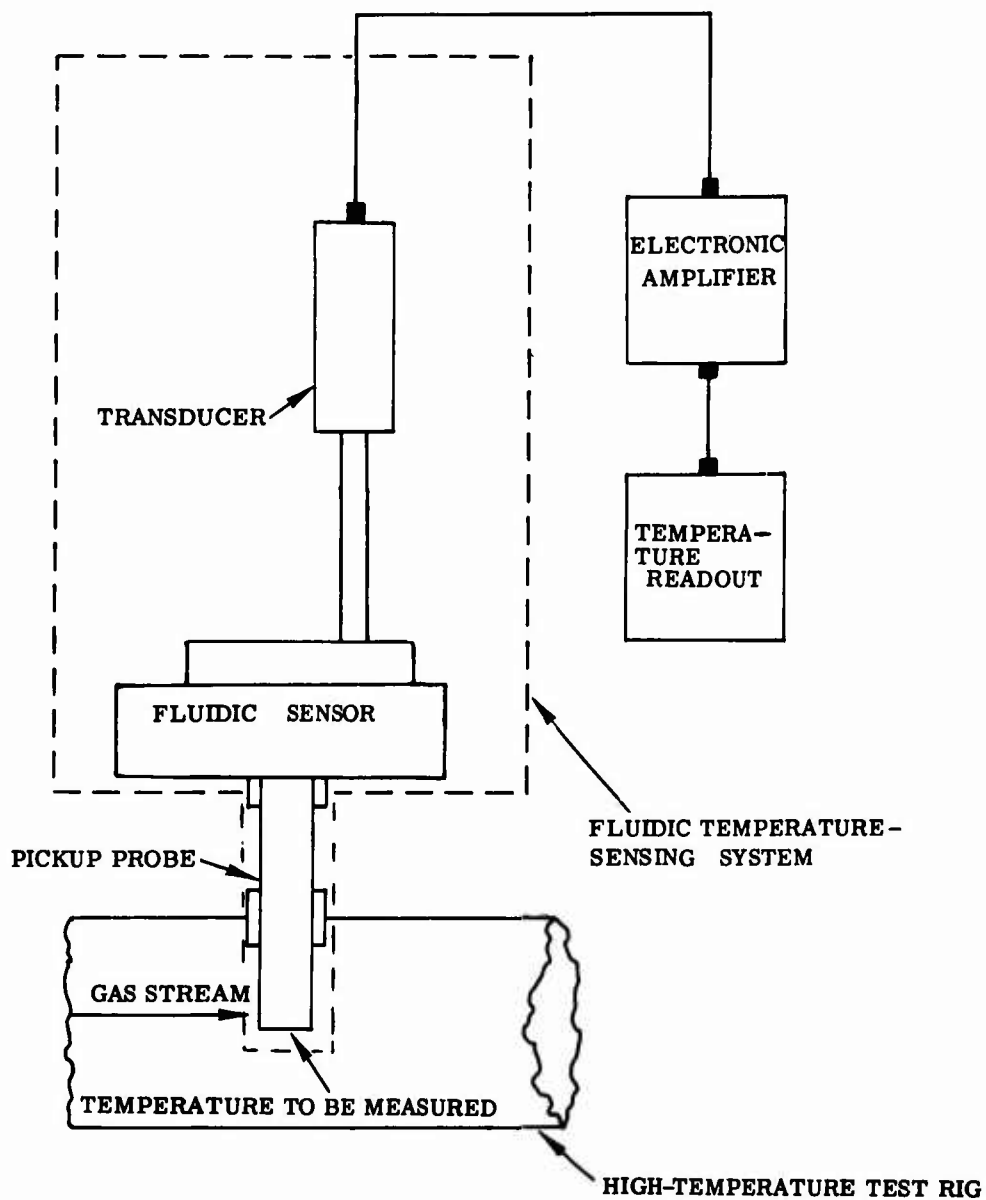 ELECTRONIC
AMPLIFIER
TRANSDUCER
TEMPERA-
TURE
READOUT
FLUIDIC SENSOR
FLUIDIC TEMPERATURE-
SENSING SYSTEM
PICKUP PROBE
GAS STREAM
TEMPERATURE TO BE MEASURED
HIGH-TEMPERATURE TEST RIG